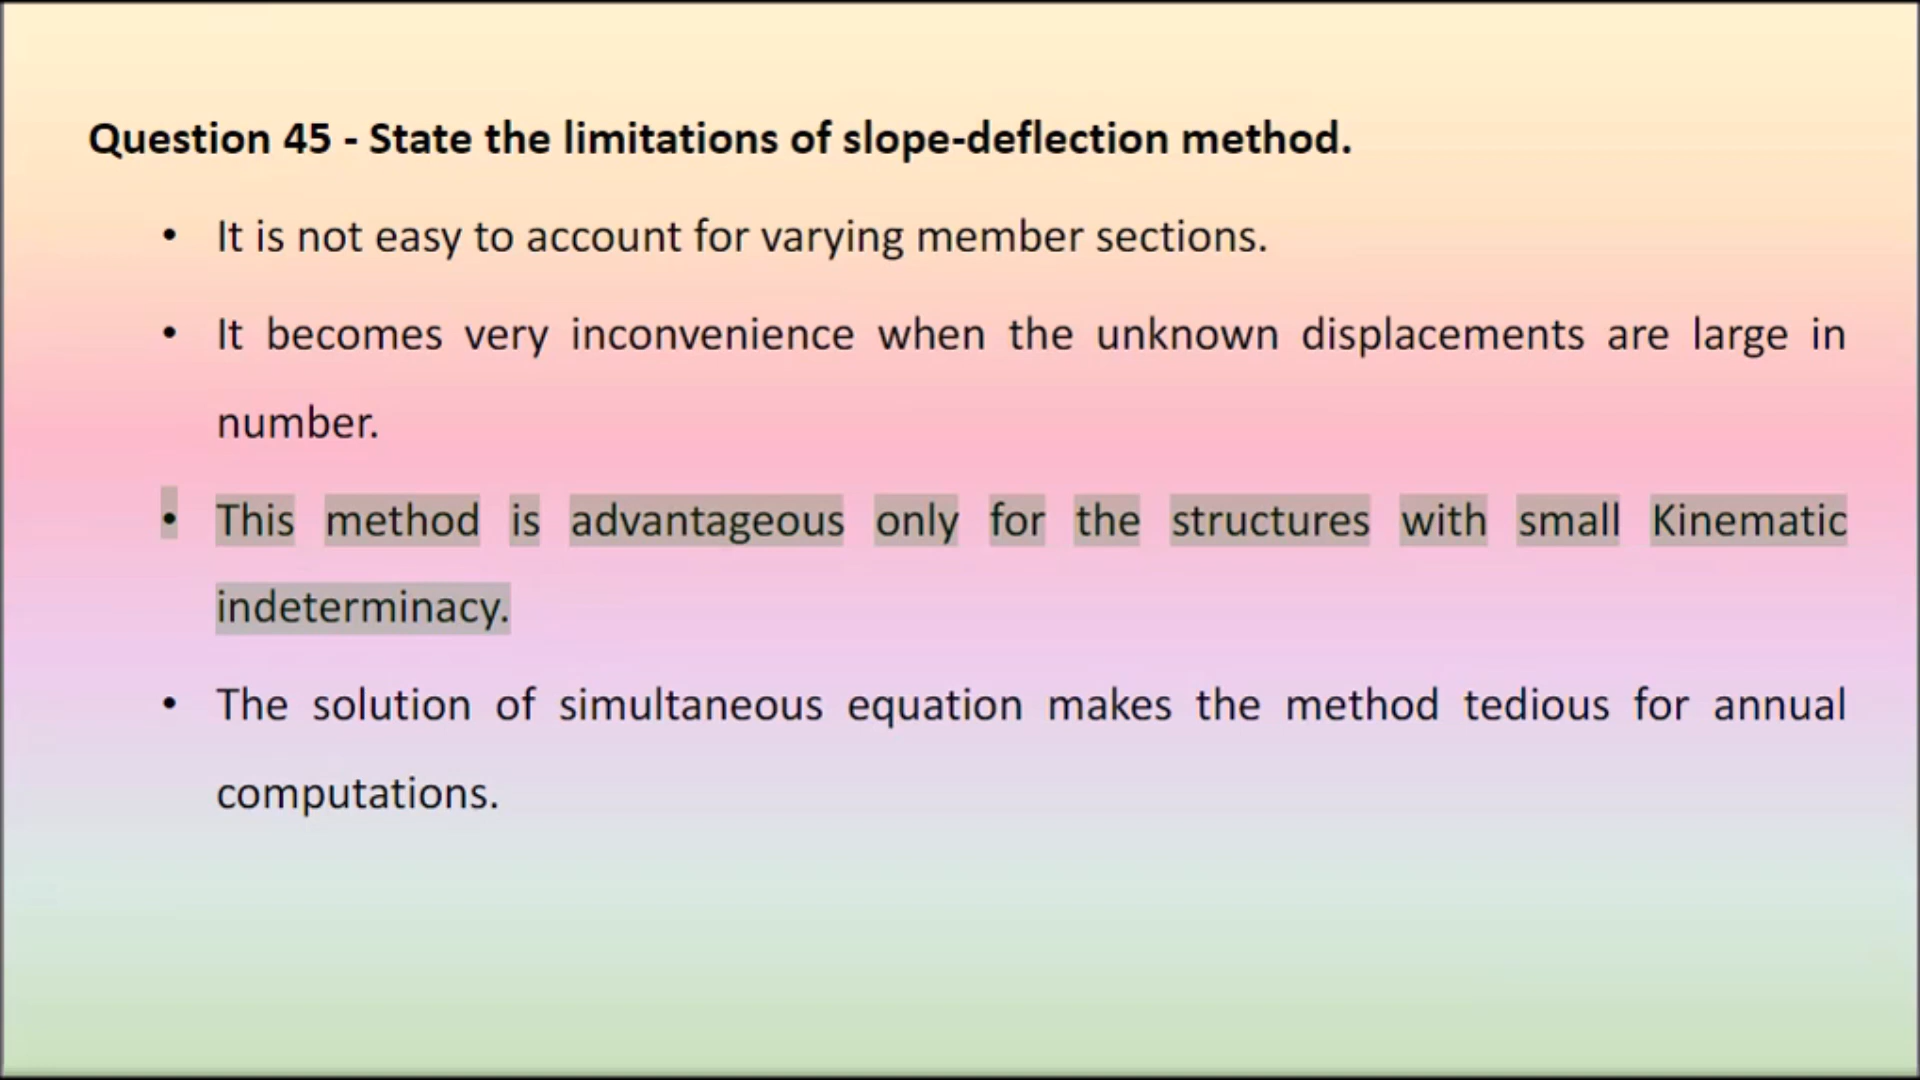 Question 45 - State the limitations of slope-deflection method.
• It is not easy to account for varying member sections.
• It becomes very inconvenience when the unknown displacements are large in
number.
• This method is advantageous only for the structures with small Kinematic
indeterminacy.
• The solution of simultaneous equation makes the method tedious for annual
computations.